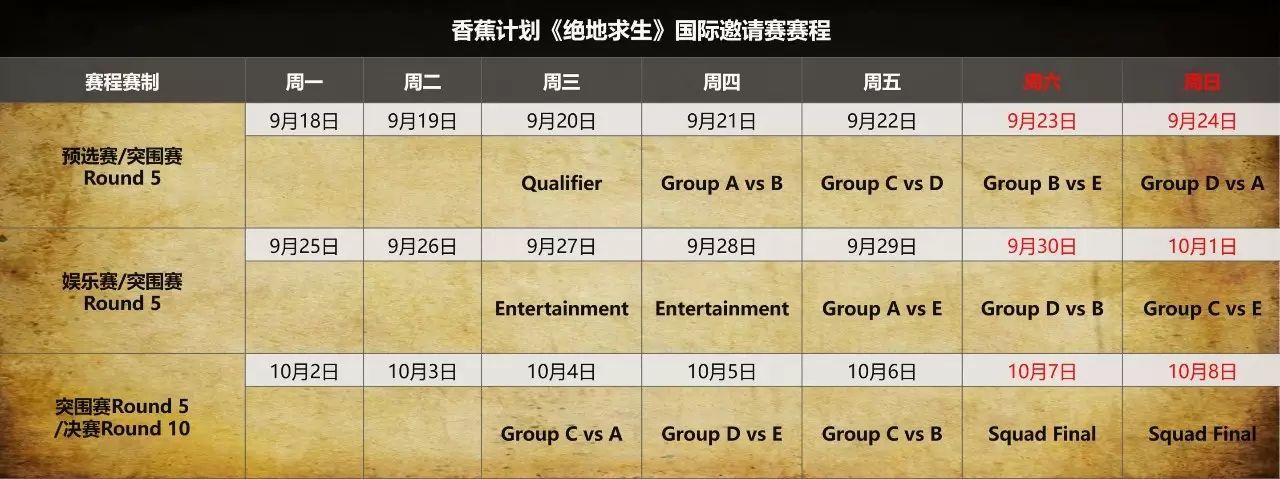 香蕉计划《绝地求生》国际邀请赛赛程
赛程赛制 周一 周二 周三 周四 周五 周六 周日
9月18日 9月19日 9月20日 9月21日 9月22日 9月23日 9月24日
预选赛/突围赛
Round 5
Qualifier Group A vs B Group C vs D Group B vs E Group D vs A
9月25日 9月26日 9月27日 9月28日 9月29日 9月30日 10月1日
娱乐赛/突围赛
Round 5
Entertainment Entertainment Group A vs E Group D vs B Group C vs E
10月2日 10月3日 10月4日 10月5日 10月6日 10月7日 10月8日
突围赛Round 5
/决赛Round 10
Group C vs A Group D vs E Group C vs B Squad Final Squad Final